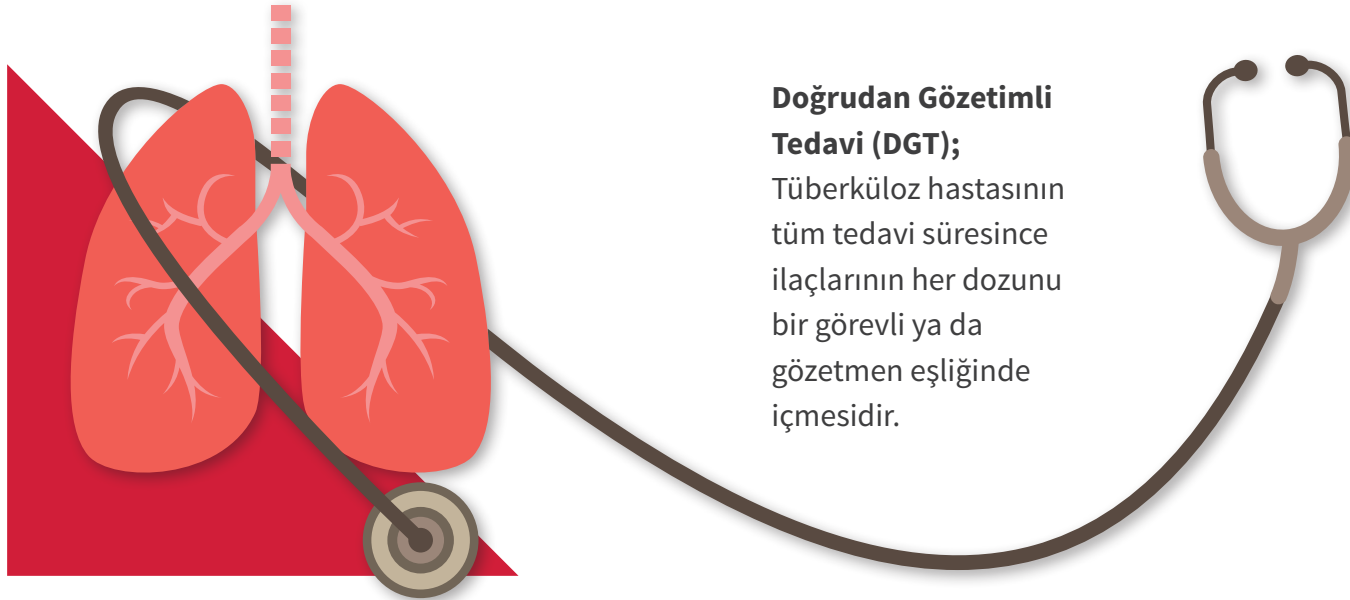 Doğrudan Gözetimli
Tedavi (DGT);
Tüberküloz hastasının
tüm tedavi süresince
ilaçlarının her dozunu
bir görevli ya da
gözetmen eşliğinde
içmesidir.